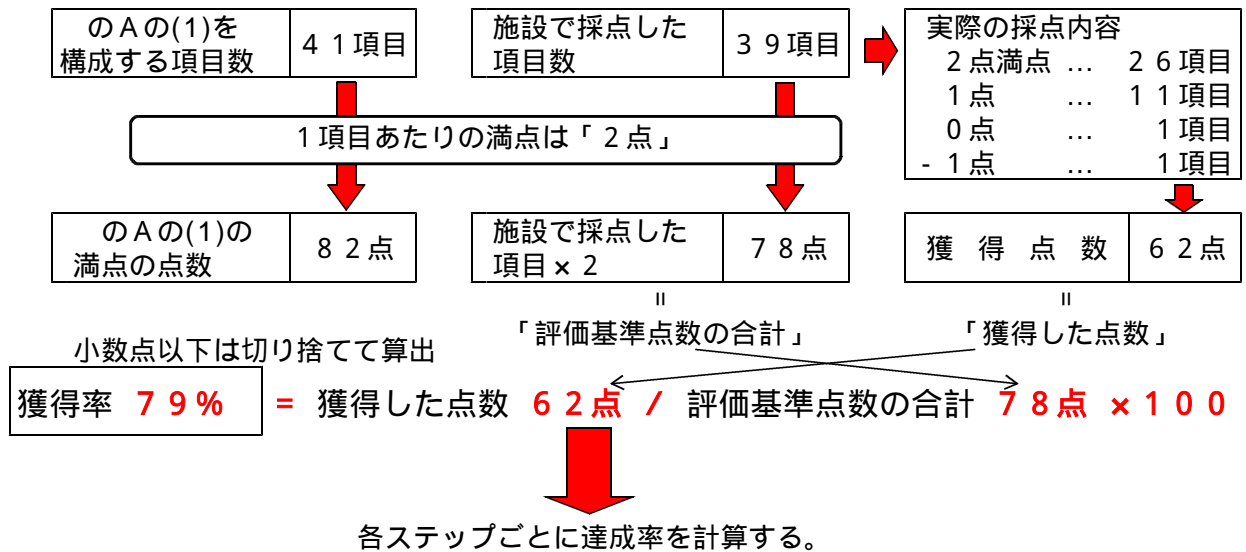 のAの(1)を
構成する項目数
４１項目
施設で採点した
項目数
３９項目
実際の採点内容
２点満点 … ２６項目
１点 … １１項目
０点 … １項目
-１点 … １項目
１項目あたりの満点は「２点」
のAの(1)の
満点の点数
８２点
施設で採点した
項目×２
７８点
獲得点数
６２点
＝
＝
「評価基準点数の合計」
「獲得した点数」
小数点以下は切り捨てて算出
獲得率 ７９% = 獲得した点数 ６２点 / 評価基準点数の合計 ７８点 ×１００
各ステップごとに達成率を計算する。